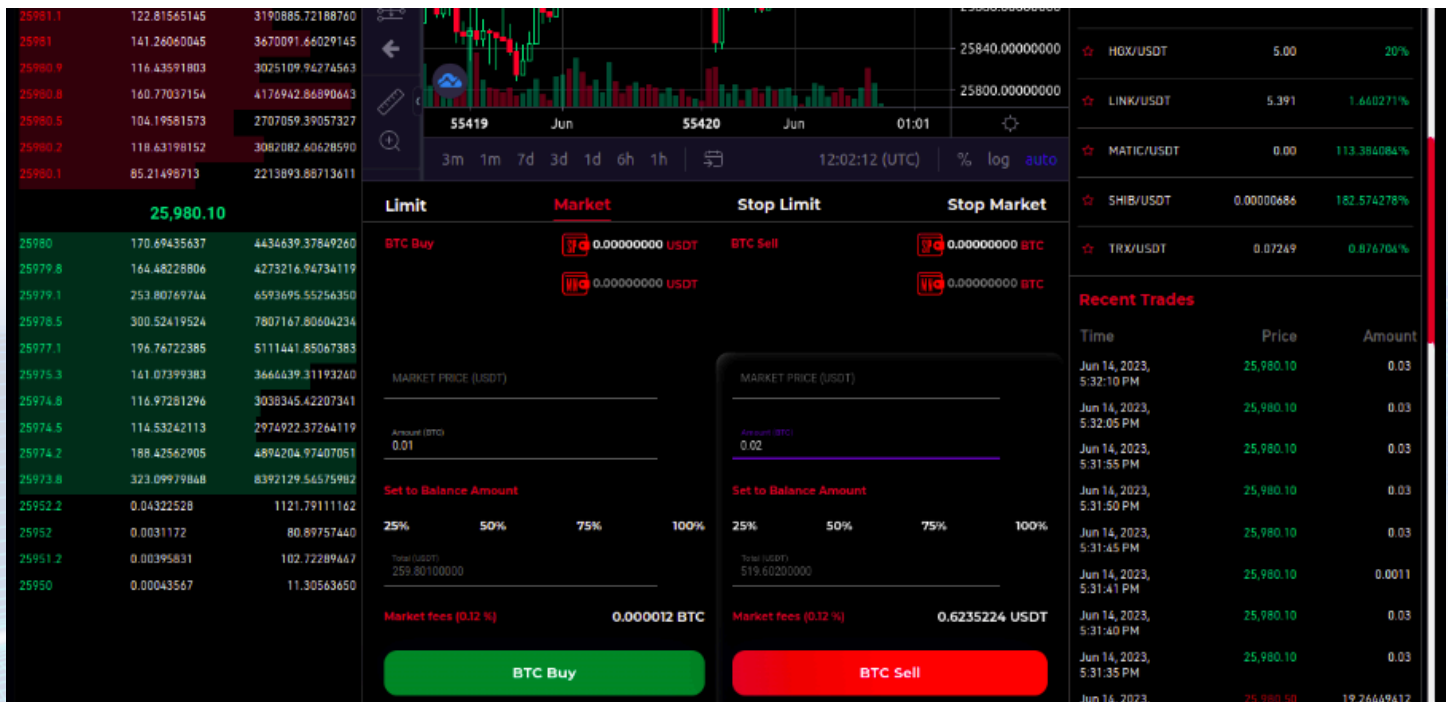 25981.1 122.81565145 3190885.72188760
25981 141.26060045 3670091.66029145
25980.9 116.43591803 3025109.94274563
25980.8 160.77037154 4176942.86890643
25980.5 104.19581573 2707059.39057327
25980.2 118.63198152 3082082.60628590
25980.1 85.21498713 2213893.88713611
25,980.10
25980 170.69435637 4434639.37849260
25979.8 164.48228806 4273216.94734119
25979.1 253.80769744 6593695.55256350
25978.5 300.52419524 7807167.80604234
25977.1 196.76722385 5111441.85067383
25975.3 141.07399383 3664439.31193240
25974.8 116.97281296 3038345.42207341
25974.5 114.53242113 2974922.37264119
25974.2 188.42562905 4894204.97407051
25973.8 323.09979848 8392129.54575982
25952.2 0.04322528 1121.79111162
25952 0.0031172 80.89757440
25951.2 0.00395831 102.72289447
25950 0.00043567 11.30563650
25840.00000000
25800.00000000
55419 Jun 55420 Jun 01:01
3m 1m 7d 3d 1d 6h 1h 12:02:12 (UTC) % log auto
Limit Market Stop Limit Stop Market
BTC Buy 0.00000000 USDT
0.00000000 USDT
MARKET PRICE (USDT)
Amount (BTC)
0.01
Set to Balance Amount
25% 50% 75% 100%
Total (USDT)
259.80100000
Market fees (0.12 %) 0.000012 BTC
BTC Buy
BTC Sell 0.00000000 BTC
0.00000000 BTC
MARKET PRICE (USDT)
Amount (BTC)
0.02
Set to Balance Amount
25% 50% 75% 100%
Total (USDT)
519.60200000
Market fees (0.12 %) 0.6235224 USDT
BTC Sell
HGX/USDT 5.00 20%
LINK/USDT 5.391 1.640271%
MATIC/USDT 0.00 113.384084%
SHIB/USDT 0.00000686 182.574278%
TRX/USDT 0.07249 0.876704%
Recent Trades
Time Price Amount
Jun 14, 2023, 25,980.10 0.03
5:32:10 PM
Jun 14, 2023, 25,980.10 0.03
5:32:05 PM
Jun 14, 2023, 25,980.10 0.03
5:31:55 PM
Jun 14, 2023, 25,980.10 0.03
5:31:50 PM
Jun 14, 2023, 25,980.10 0.03
5:31:45 PM
Jun 14, 2023, 25,980.10 0.0011
5:31:41 PM
Jun 14, 2023, 25,980.10 0.03
5:31:40 PM
Jun 14, 2023, 25,980.10 0.03
5:31:35 PM
Jun 14, 2023, 25,980.50 19.26449412